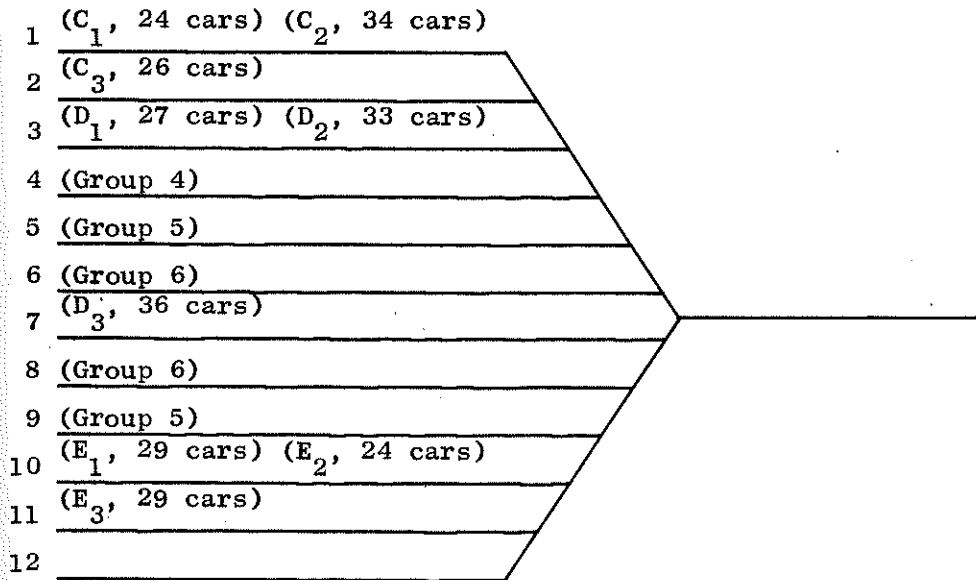 1 (C₁, 24 cars) (C₂, 34 cars)
2 (C₃, 26 cars)
3 (D₁, 27 cars) (D₂, 33 cars)
4 (Group 4)
5 (Group 5)
6 (Group 6)
7 (D₃, 36 cars)
8 (Group 6)
9 (Group 5)
10 (E₁, 29 cars) (E₂, 24 cars)
11 (E₃, 29 cars)
12